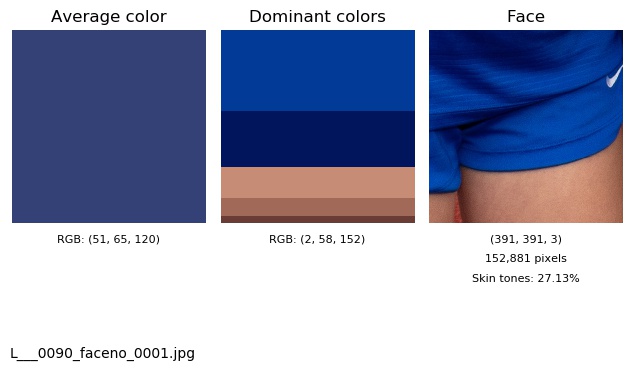 Average color
Dominant colors
Face
RGB: (51, 65, 120)
RGB: (2, 58, 152)
(391, 391, 3)
152,881 pixels
Skin tones: 27.13%
L___0090_faceno_0001.jpg